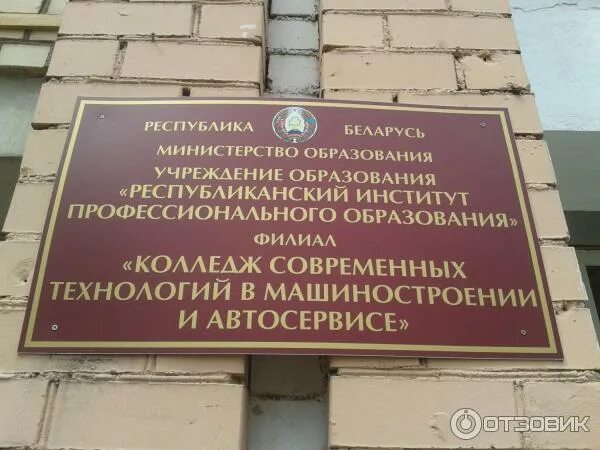 РЕСПУБЛИКА БЕЛАРУСЬ
МИНИСТЕРСТВО ОБРАЗОВАНИЯ
УЧРЕЖДЕНИЕ ОБРАЗОВАНИЯ
«РЕСПУБЛИКАНСКИЙ ИНСТИТУТ
ПРОФЕССИОНАЛЬНОГО ОБРАЗОВАНИЯ»
ФИЛИАЛ
«КОЛЛЕДЖ СОВРЕМЕННЫХ
ТЕХНОЛОГИЙ В МАШИНОСТРОЕНИИ
И АВТОСЕРВИСЕ»
ОТЗОВИК